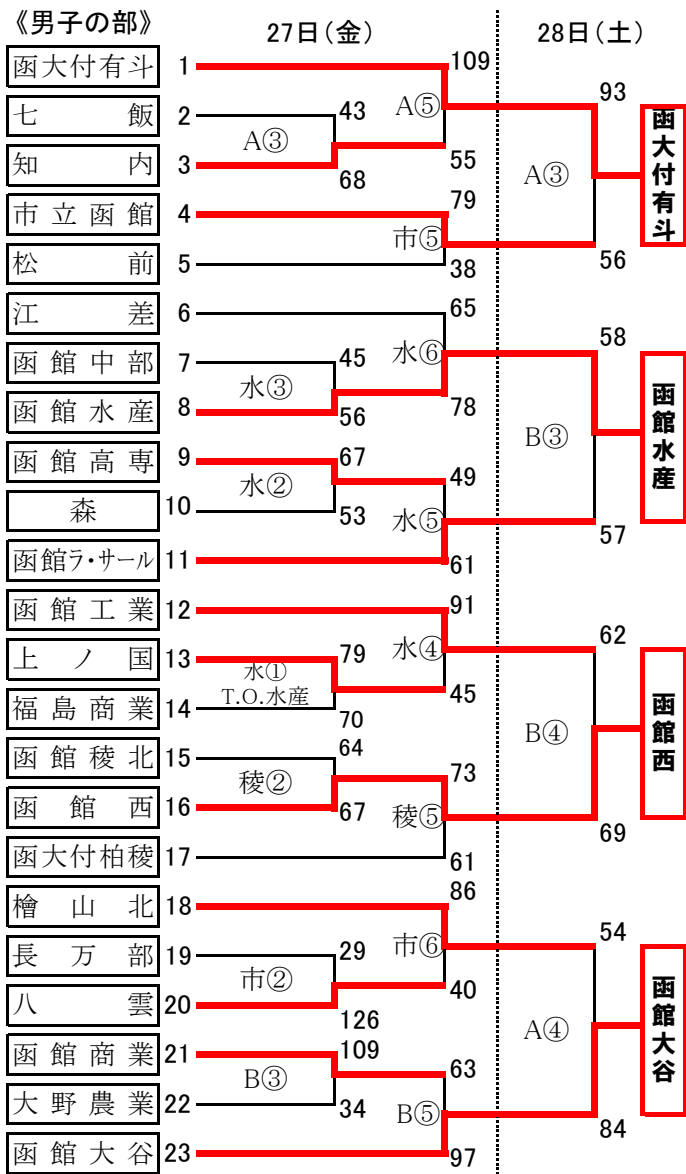 《男子の部》 27日（金） 28日（土）
函大付有斗 1 109
93
七飯 2 43 A⑤
A③ 函大付有斗
知内 3 68 55 A③
市立函館 4 79
市⑤
松前 5 38 56
江差 6 65
58
函館中部 7 45 水⑥
水③
函館水産 8 56 78 函館水産
B③
函館高専 9 67 49
水②
森 10 53 水⑤
57
函館ラ・サール 11 61
函館工業 12 91
62
上ノ国 13 79 水④
水①
T.O.水産
福島商業 14 70 45
函館西
函館稜北 15 64 B④
稜② 73
函館西 16 67 稜⑤
69
函大付柏稜 17 61
檜山北 18 86
54
長万部 19 29 市⑥
市②
八雲 20 126 40
A④ 函館大谷
函館商業 21 109 63
B③
大野農業 22 34 B⑤
84
函館大谷 23 97